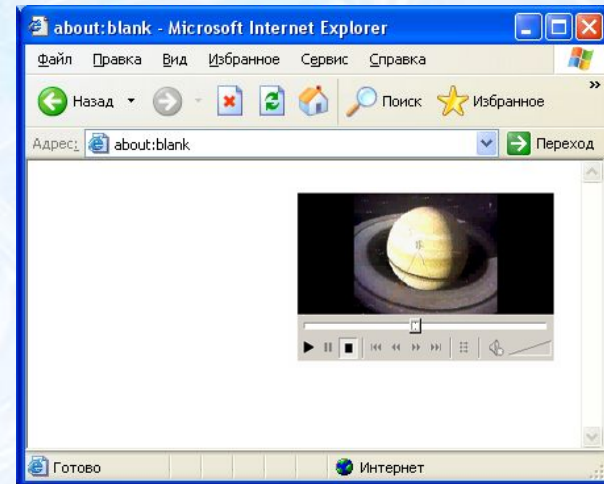 about:blank - Microsoft Internet Explorer
Файл Правка Вид Избранное Сервис Справка
Назад Поиск Избранное »
Адрес: about:blank Переход
Готово Интернет